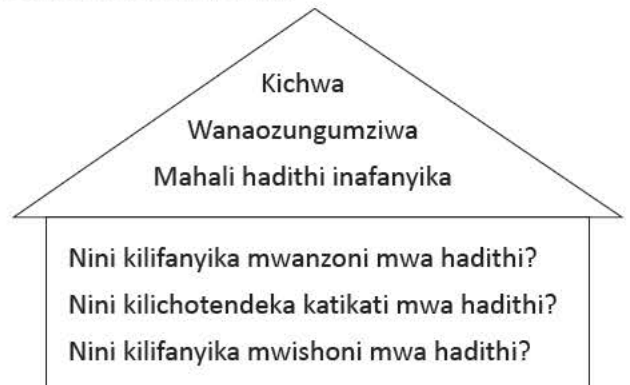 Kichwa
Wanaozungumziwa
Mahali hadithi inafanyika
Nini kilifanyika mwanzoni mwa hadithi?
Nini kilichotendeka katikati mwa hadithi?
Nini kilifanyika mwishoni mwa hadithi?